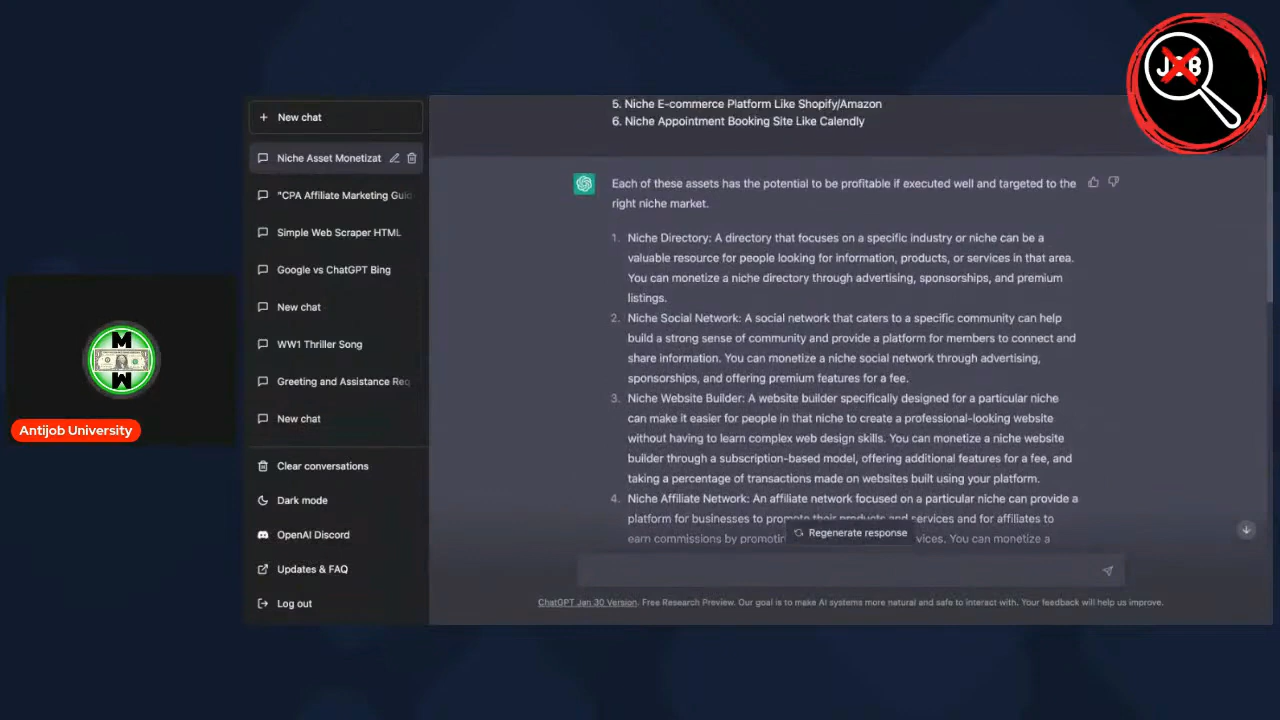 JOB
5. Niche E-commerce Platform Like Shopify/Amazon
6. Niche Appointment Booking Site Like Calendly
+ New chat
Niche Asset Monetizat
"CPA Affiliate Marketing Guid
Simple Web Scraper HTML
Google vs ChatGPT Bing
New chat
WW1 Thriller Song
Greeting and Assistance Req
New chat
Clear conversations
Dark mode
OpenAI Discord
Updates & FAQ
Log out
Each of these assets has the potential to be profitable if executed well and targeted to the
right niche market.
1. Niche Directory: A directory that focuses on a specific industry or niche can be a
valuable resource for people looking for information, products, or services in that area.
You can monetize a niche directory through advertising, sponsorships, and premium
listings.
2. Niche Social Network: A social network that caters to a specific community can help
build a strong sense of community and provide a platform for members to connect and
share information. You can monetize a niche social network through advertising,
sponsorships, and offering premium features for a fee.
3. Niche Website Builder: A website builder specifically designed for a particular niche
can make it easier for people in that niche to create a professional-looking website
without having to learn complex web design skills. You can monetize a niche website
builder through a subscription-based model, offering additional features for a fee, and
taking a percentage of transactions made on websites built using your platform.
4. Niche Affiliate Network: An affiliate network focused on a particular niche can provide a
platform for businesses to promote their products and services and for affiliates to
earn commissions by promoting vices. You can monetize a
Regenerate response
ChatGPT Jan 30 Version. Free Research Preview. Our goal is to make AI systems more natural and safe to interact with. Your feedback will help us improve.
M
M
Antijob University